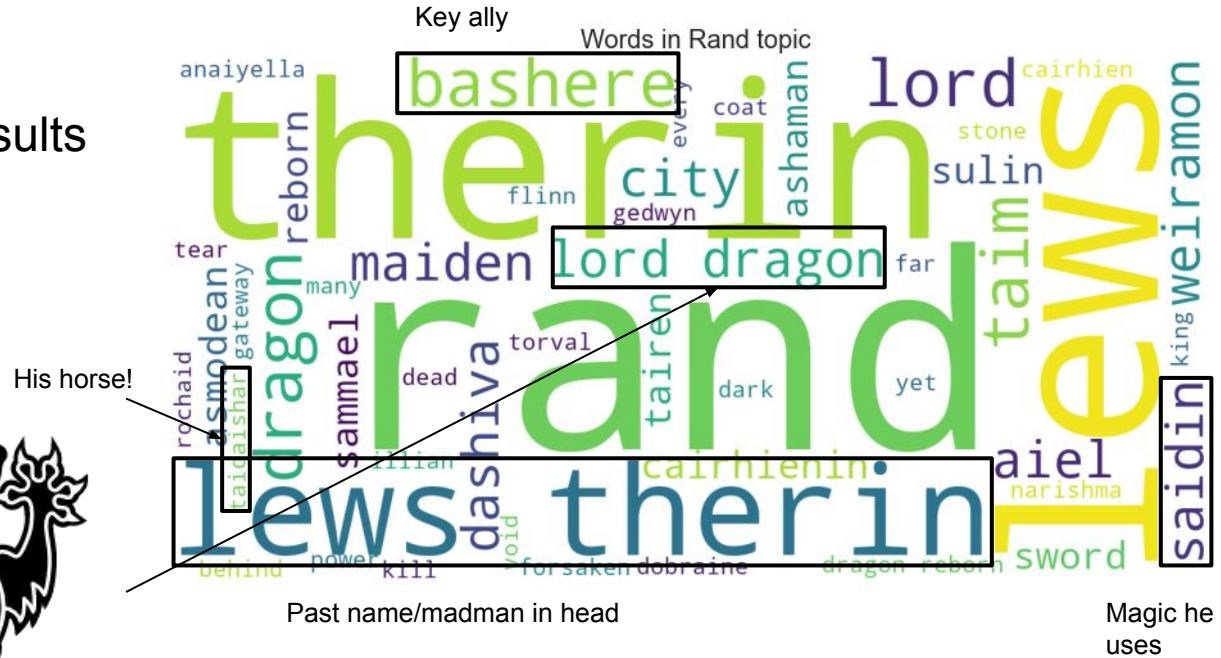 Key ally
Words in Rand topic
sults
anaiyella
bashere
every
coat
lord
cairhien
therin
lews
reborn
flinn
city
gedwyn
ashaman
stone
sulin
weiramon
tear
maiden
lord dragon
far
taim
many
dragon
asmodean
gateway
sammael
rand
torval
tairen
king
His horse!
rochaid
taidaishar
dead
dashiva
dark
yet
saidin
illian
cairhienin
aiel
narishma
lews therin
void
sword
behind
power
kill
forsaken
dobraine
dragon reborn
Past name/madman in head
Magic he
uses